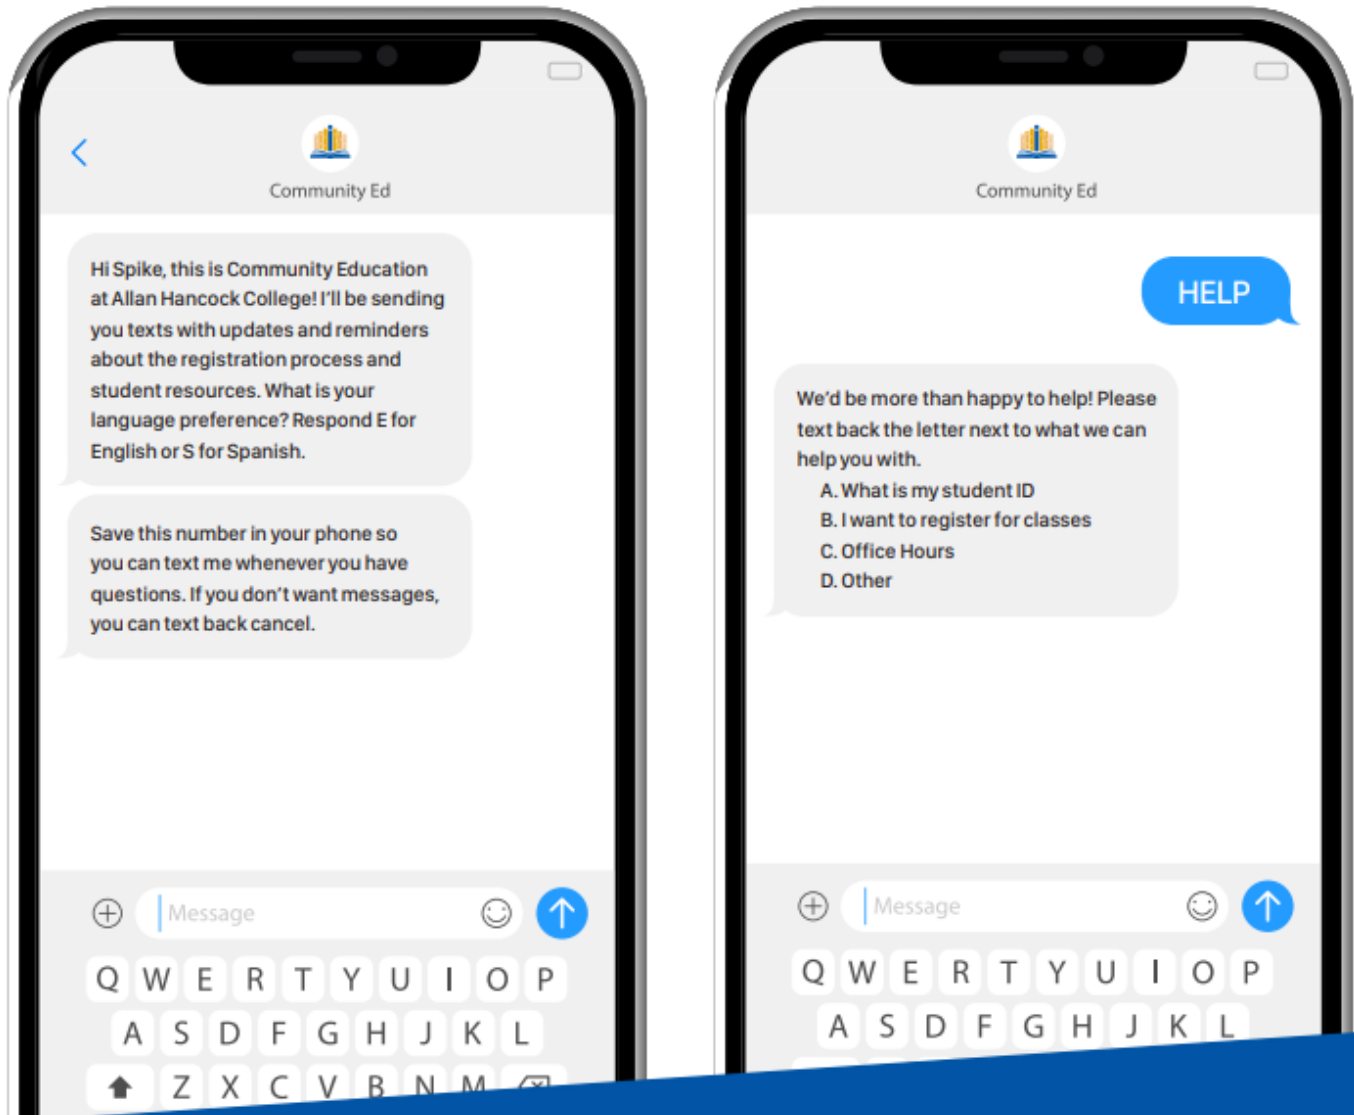 Community Ed
Hi Spike, this is Community Education
at Allan Hancock College! I'll be sending
you texts with updates and reminders
about the registration process and
student resources. What is your
language preference? Respond E for
English or S for Spanish.
Save this number in your phone so
you can text me whenever you have
questions. If you don't want messages,
you can text back cancel.
Message
Q W E R T Y U I O P
A S D F G H J K L
Z X C V B N M
Community Ed
HELP
We'd be more than happy to help! Please
text back the letter next to what we can
help you with.
A. What is my student ID
B. I want to register for classes
C. Office Hours
D. Other
Message
Q W E R T Y U I O P
A S D F G H J K L